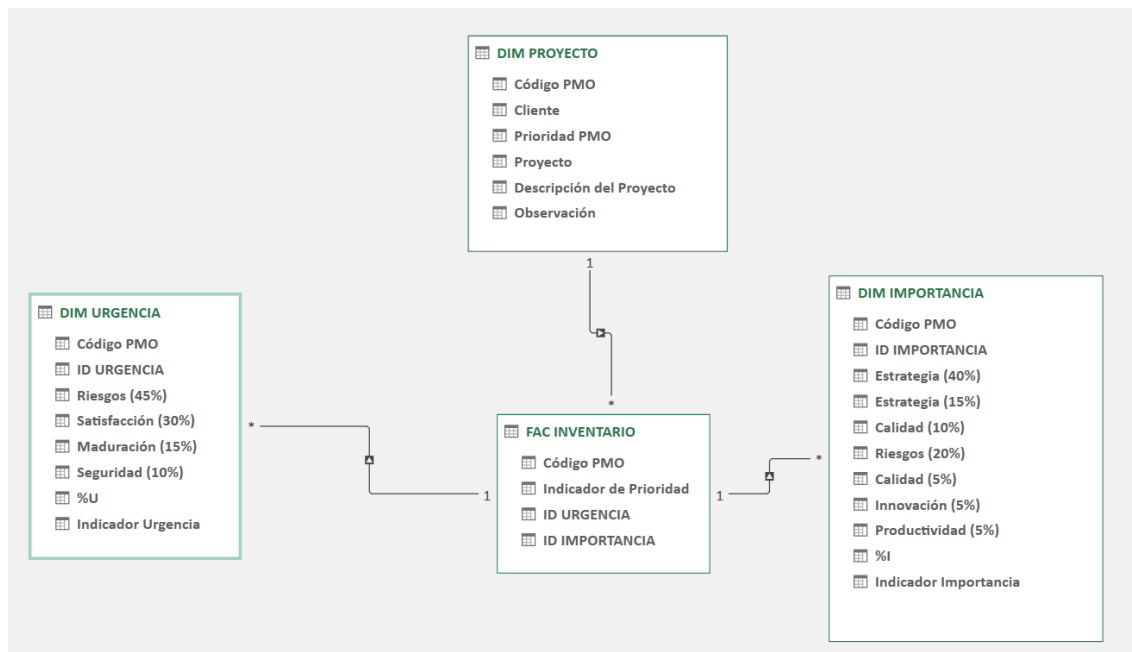 DIM PROYECTO
Código PMO
Cliente
Prioridad PMO
Proyecto
Descripción del Proyecto
Observación
1
*
DIM URGENCIA
Código PMO
ID URGENCIA
Riesgos (45%)
Satisfacción (30%)
Maduración (15%)
Seguridad (10%)
%U
Indicador Urgencia
*
1
FAC INVENTARIO
Código PMO
Indicador de Prioridad
ID URGENCIA
ID IMPORTANCIA
1
*
DIM IMPORTANCIA
Código PMO
ID IMPORTANCIA
Estrategia (40%)
Estrategia (15%)
Calidad (10%)
Riesgos (20%)
Calidad (5%)
Innovación (5%)
Productividad (5%)
%I
Indicador Importancia